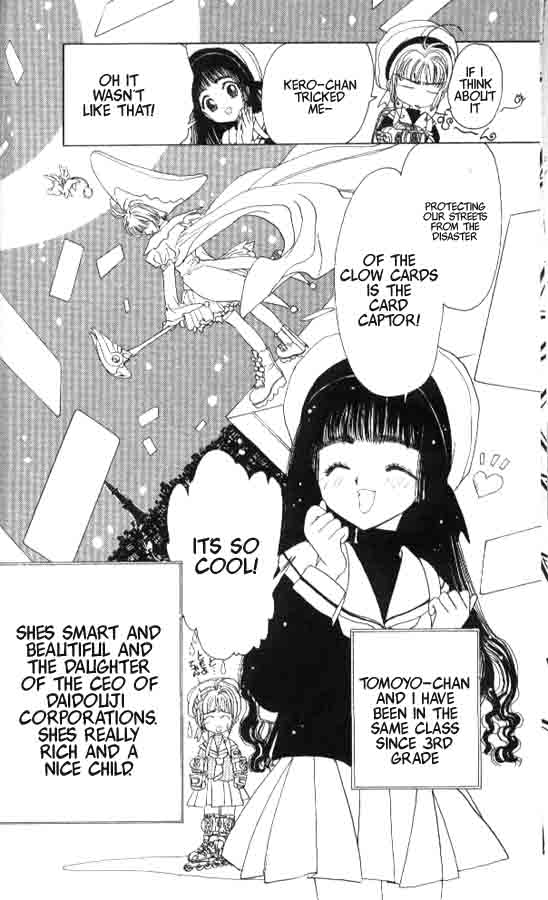 IF I
THINK
ABOUT
IT
KERO-CHAN
TRICKED
ME-
OH IT
WASN'T
LIKE THAT!
PROTECTING
OUR STREETS
FROM THE
DISASTER
OF THE
CLOW CARDS
IS THE
CARD
CAPTOR!
ITS SO
COOL!
TOMOYO-CHAN
AND I HAVE
BEEN IN THE
SAME CLASS
SINCE 3RD
GRADE
SHES SMART AND
BEAUTIFUL AND
THE DAUGHTER
OF THE CEO OF
DAIDOUJI
CORPORATIONS.
SHES REALLY
RICH AND A
NICE CHILD.